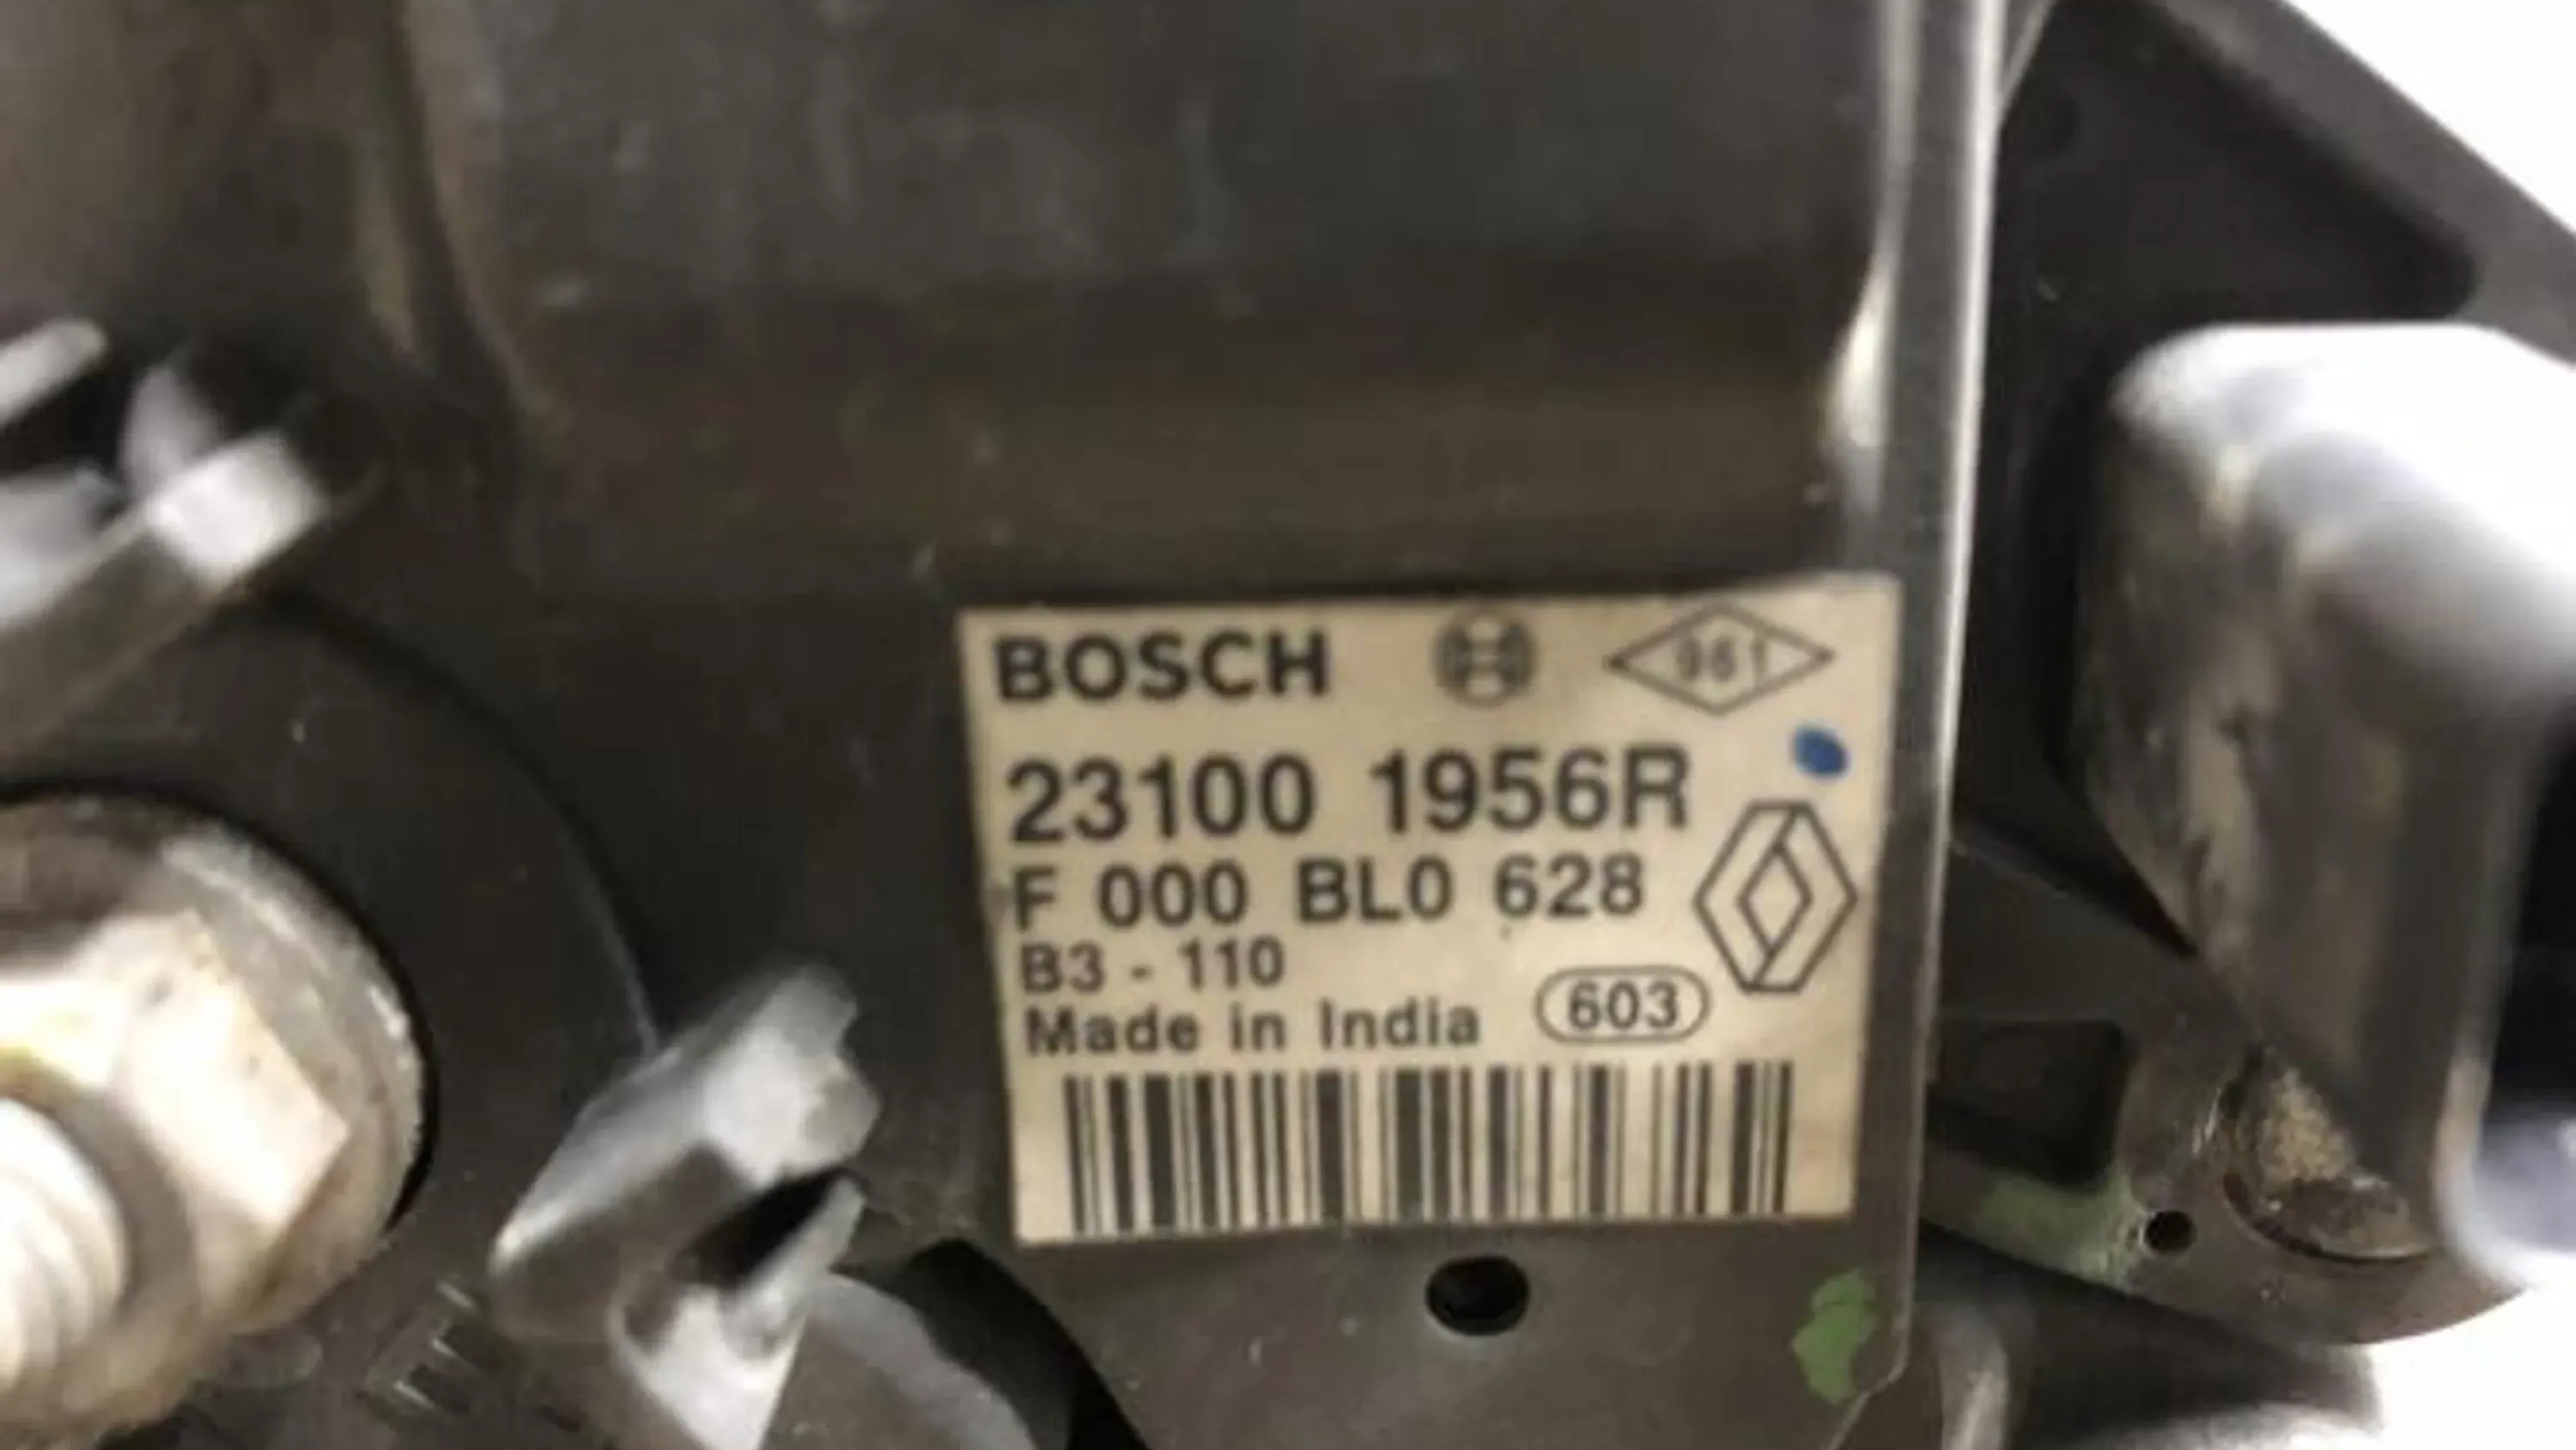 BOSCH 961
23100 1956R
F 000 BL0 628
B3 - 110
Made in India 603